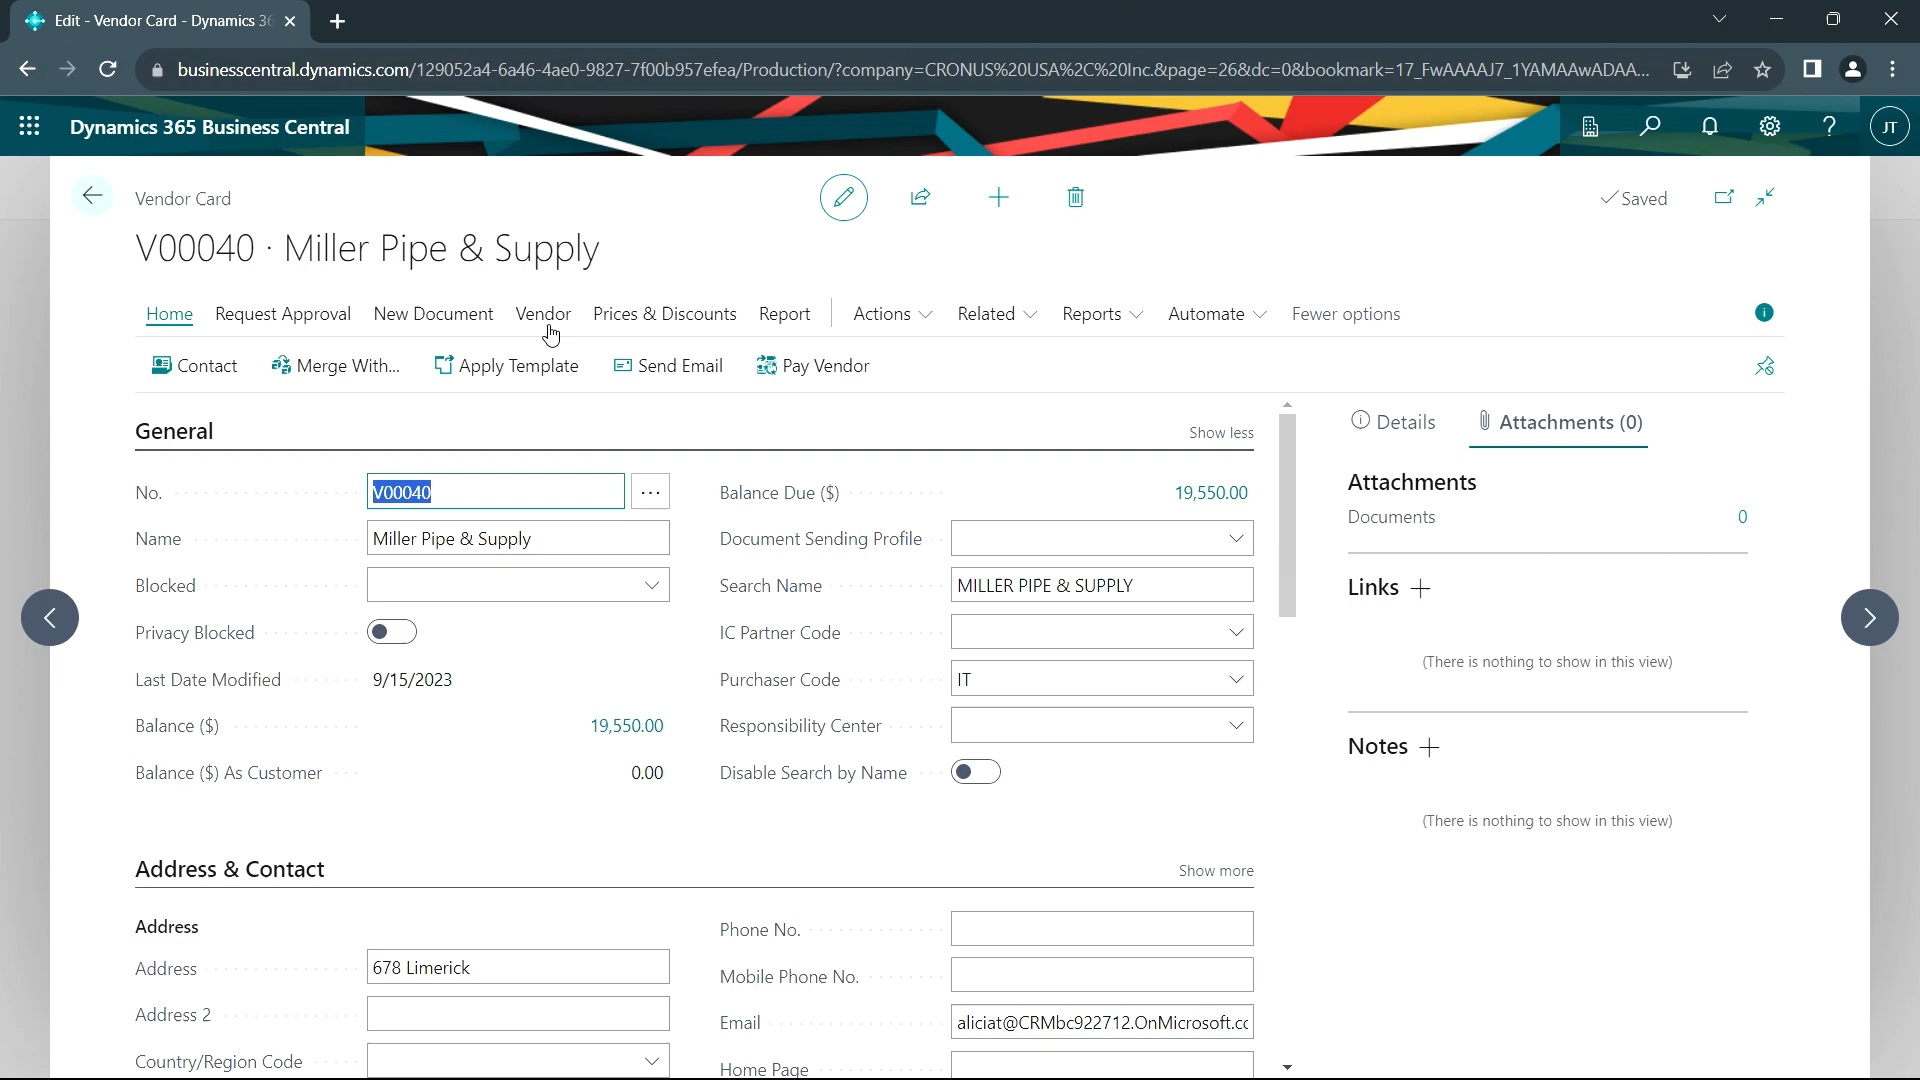 Edit - Vendor Card - Dynamics 36
businesscentral.dynamics.com/129052a4-6a46-4ae0-9827-7f00b957efea/Production/?company=CRONUS%20USA%2C%20Inc.&page=26&dc=0&bookmark=17_FwAAAAJ7_1YAMAAwADAA...
Dynamics 365 Business Central
JT
Vendor Card
Saved
V00040 · Miller Pipe & Supply
Home Request Approval New Document Vendor Prices & Discounts Report Actions Related Reports Automate Fewer options
Contact Merge With... Apply Template Send Email Pay Vendor
General
Show less
Details
Attachments (0)
No. V00040 ...
Balance Due ($) 19,550.00
Attachments
Documents 0
Name Miller Pipe & Supply
Document Sending Profile
Blocked
Search Name MILLER PIPE & SUPPLY
Links
Privacy Blocked
IC Partner Code
(There is nothing to show in this view)
Last Date Modified 9/15/2023
Purchaser Code IT
Balance ($) 19,550.00
Responsibility Center
Notes
Balance ($) As Customer 0.00
Disable Search by Name
(There is nothing to show in this view)
Address & Contact
Show more
Address
Phone No.
Address 678 Limerick
Mobile Phone No.
Address 2
Email aliciat@CRMbc922712.OnMicrosoft.cc
Country/Region Code
Home Page